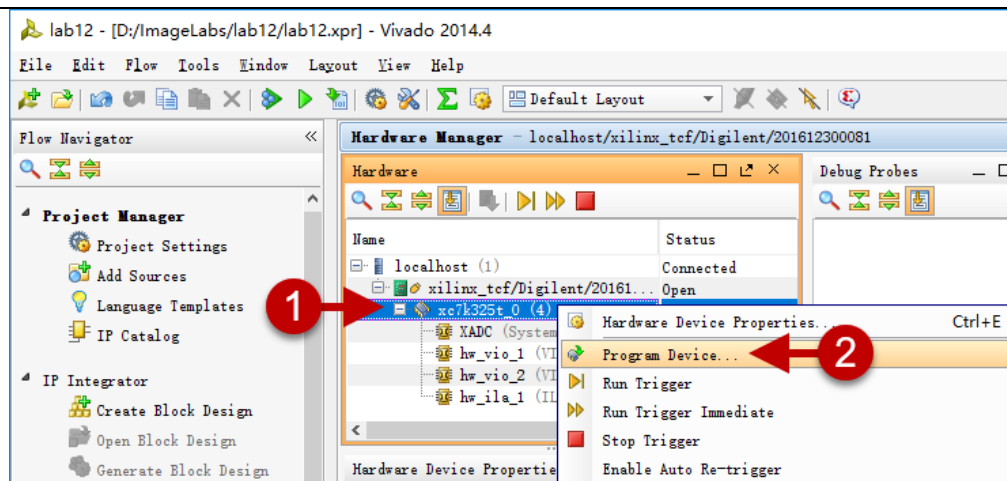 lab12 - [D:/ImageLabs/lab12/lab12.xpr] - Vivado 2014.4
File Edit Flow Tools Window Layout View Help
Default Layout
Flow Navigator
Project Manager
Project Settings
Add Sources
Language Templates
IP Catalog
IP Integrator
Create Block Design
Open Block Design
Generate Block Design
Hardware Manager - localhost/xilinx_tcf/Digilent/201612300081
Hardware
Name Status
localhost (1) Connected
xilinx_tcf/Digilent/20161... Open
1
xc7k325t_0 (4)
XADC (System
hw_vio_1 (VI
hw_vio_2 (VI
hw_ila_1 (IL
Hardware Device Propertie
Debug Probes
Hardware Device Properties... Ctrl+E
Program Device...
2
Run Trigger
Run Trigger Immediate
Stop Trigger
Enable Auto Re-trigger